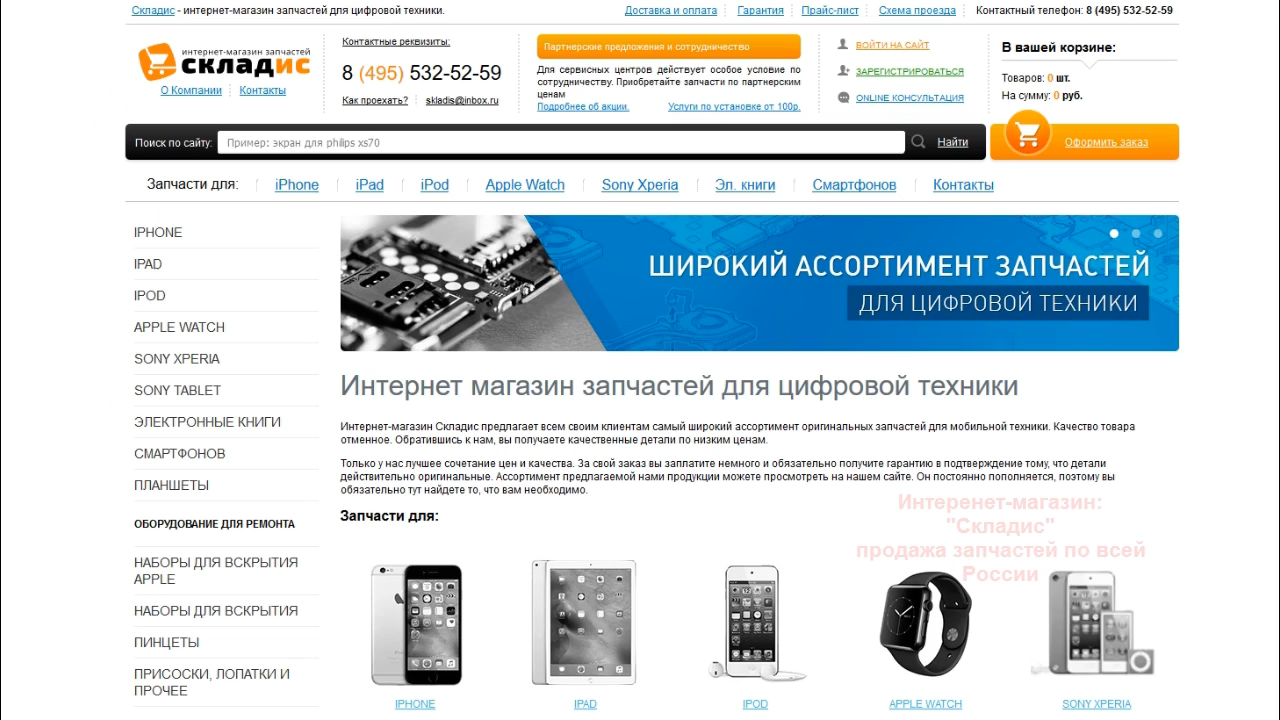 Складис - интернет-магазин запчастей для цифровой техники.
Доставка и оплата
Гарантия
Прайс-лист
Схема проезда
Контактный телефон: 8 (495) 532-52-59
интернет-магазин запчастей
складис
О Компании
Контакты
Контактные реквизиты:
8 (495) 532-52-59
Как проехать?
skladis@inbox.ru
Партнерские предложения и сотрудничество
Для сервисных центров действует особое условие по
сотрудничеству. Приобретайте запчасти по партнерским
ценам
Подробнее об акции.
Услуги по установке от 100р.
ВОЙТИ НА САЙТ
ЗАРЕГИСТРИРОВАТЬСЯ
ONLINE КОНСУЛЬТАЦИЯ
В вашей корзине:
Товаров: 0 шт.
На сумму: 0 руб.
Поиск по сайту:
Пример: экран для philips xs70
Найти
Оформить заказ
Запчасти для:
iPhone
iPad
iPod
Apple Watch
Sony Xperia
Эл. книги
Смартфонов
Контакты
IPHONE
IPAD
IPOD
APPLE WATCH
SONY XPERIA
SONY TABLET
ЭЛЕКТРОННЫЕ КНИГИ
СМАРТФОНОВ
ПЛАНШЕТЫ
ОБОРУДОВАНИЕ ДЛЯ РЕМОНТА
НАБОРЫ ДЛЯ ВСКРЫТИЯ
APPLE
НАБОРЫ ДЛЯ ВСКРЫТИЯ
ПИНЦЕТЫ
ПРИСОСКИ, ЛОПАТКИ И
ПРОЧЕЕ
ШИРОКИЙ АССОРТИМЕНТ ЗАПЧАСТЕЙ
ДЛЯ ЦИФРОВОЙ ТЕХНИКИ
Интернет магазин запчастей для цифровой техники
Интернет-магазин Складис предлагает всем своим клиентам самый широкий ассортимент оригинальных запчастей для мобильной техники. Качество товара
отменное. Обратившись к нам, вы получаете качественные детали по низким ценам.
Только у нас лучшее сочетание цен и качества. За свой заказ вы заплатите немного и обязательно получите гарантию в подтверждение тому, что детали
действительно оригинальные. Ассортимент предлагаемой нами продукции можете просмотреть на нашем сайте. Он постоянно пополняется, поэтому вы
обязательно тут найдете то, что вам необходимо.
Интеренет-магазин:
"Складис"
продажа запчастей по всей
России
Запчасти для:
IPHONE
IPAD
IPOD
APPLE WATCH
SONY XPERIA